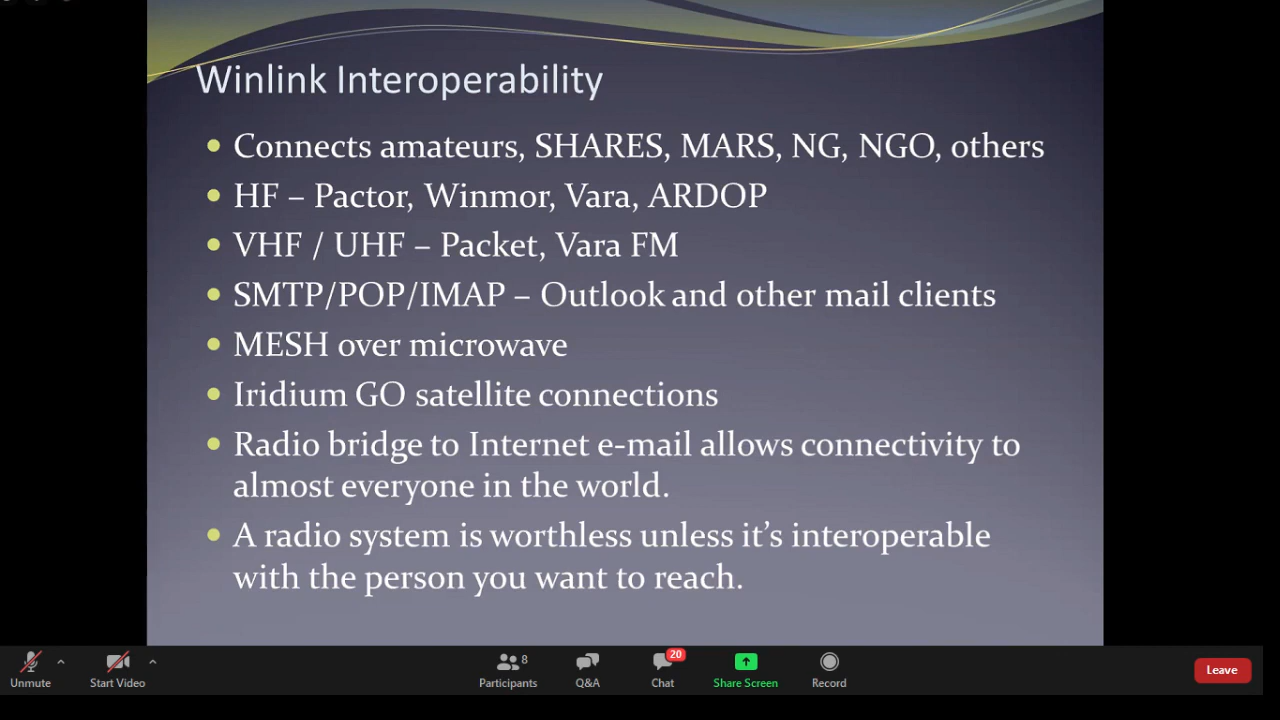 Winlink Interoperability
Connects amateurs, SHARES, MARS, NG, NGO, others
HF – Pactor, Winmor, Vara, ARDOP
VHF / UHF – Packet, Vara FM
SMTP/POP/IMAP – Outlook and other mail clients
MESH over microwave
Iridium GO satellite connections
Radio bridge to Internet e-mail allows connectivity to
almost everyone in the world.
A radio system is worthless unless it’s interoperable
with the person you want to reach.
8
20
Unmute
Start Video
Participants
Q&A
Chat
Share Screen
Record
Leave